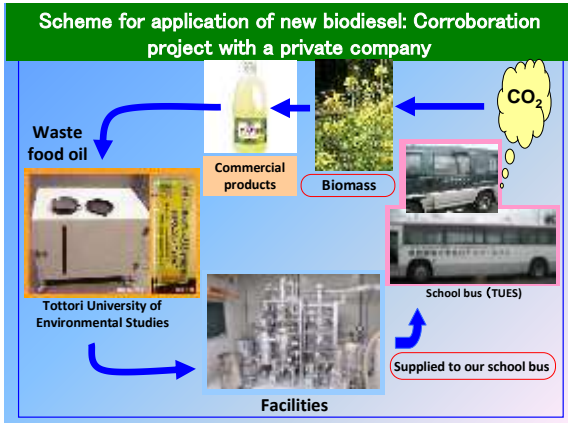 Scheme for application of new biodiesel: Corroboration
project with a private company
CO2
Waste
food oil
Commercial
products
Biomass
School bus (TUES)
Tottori University of
Environmental Studies
Supplied to our school bus
Facilities